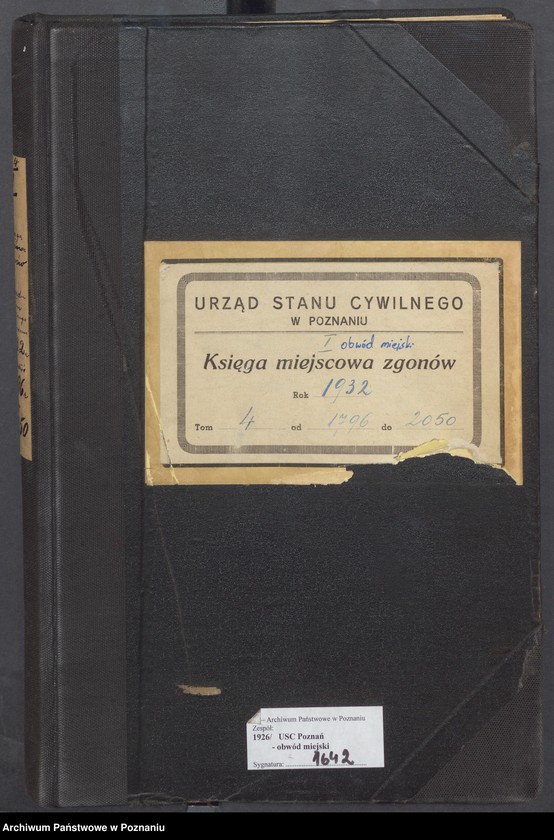 URZĄD STANU CYWILNEGO
W POZNANIU
I obwód miejski
Księga miejscowa zgonów
Rok 1932
Tom 4 od 1796 do 2050
Archiwum Państwowe w Poznaniu
Zespół:
1926/ USC Poznań
- obwód miejski
Sygnatura: 1642
Archiwum Państwowe w Poznaniu